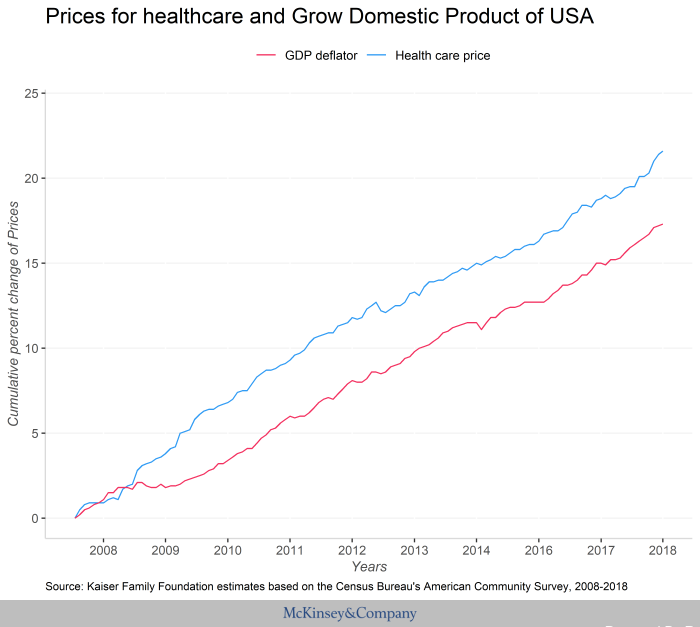 Prices for healthcare and Grow Domestic Product of USA
GDP deflator Health care price
25
20
15
10
5
0
Cumulative percent change of Prices
2008 2009 2010 2011 2012 2013 2014 2016 2017 2018
Years
Source: Kaiser Family Foundation estimates based on the Census Bureau's American Community Survey, 2008-2018
McKinsey&Company